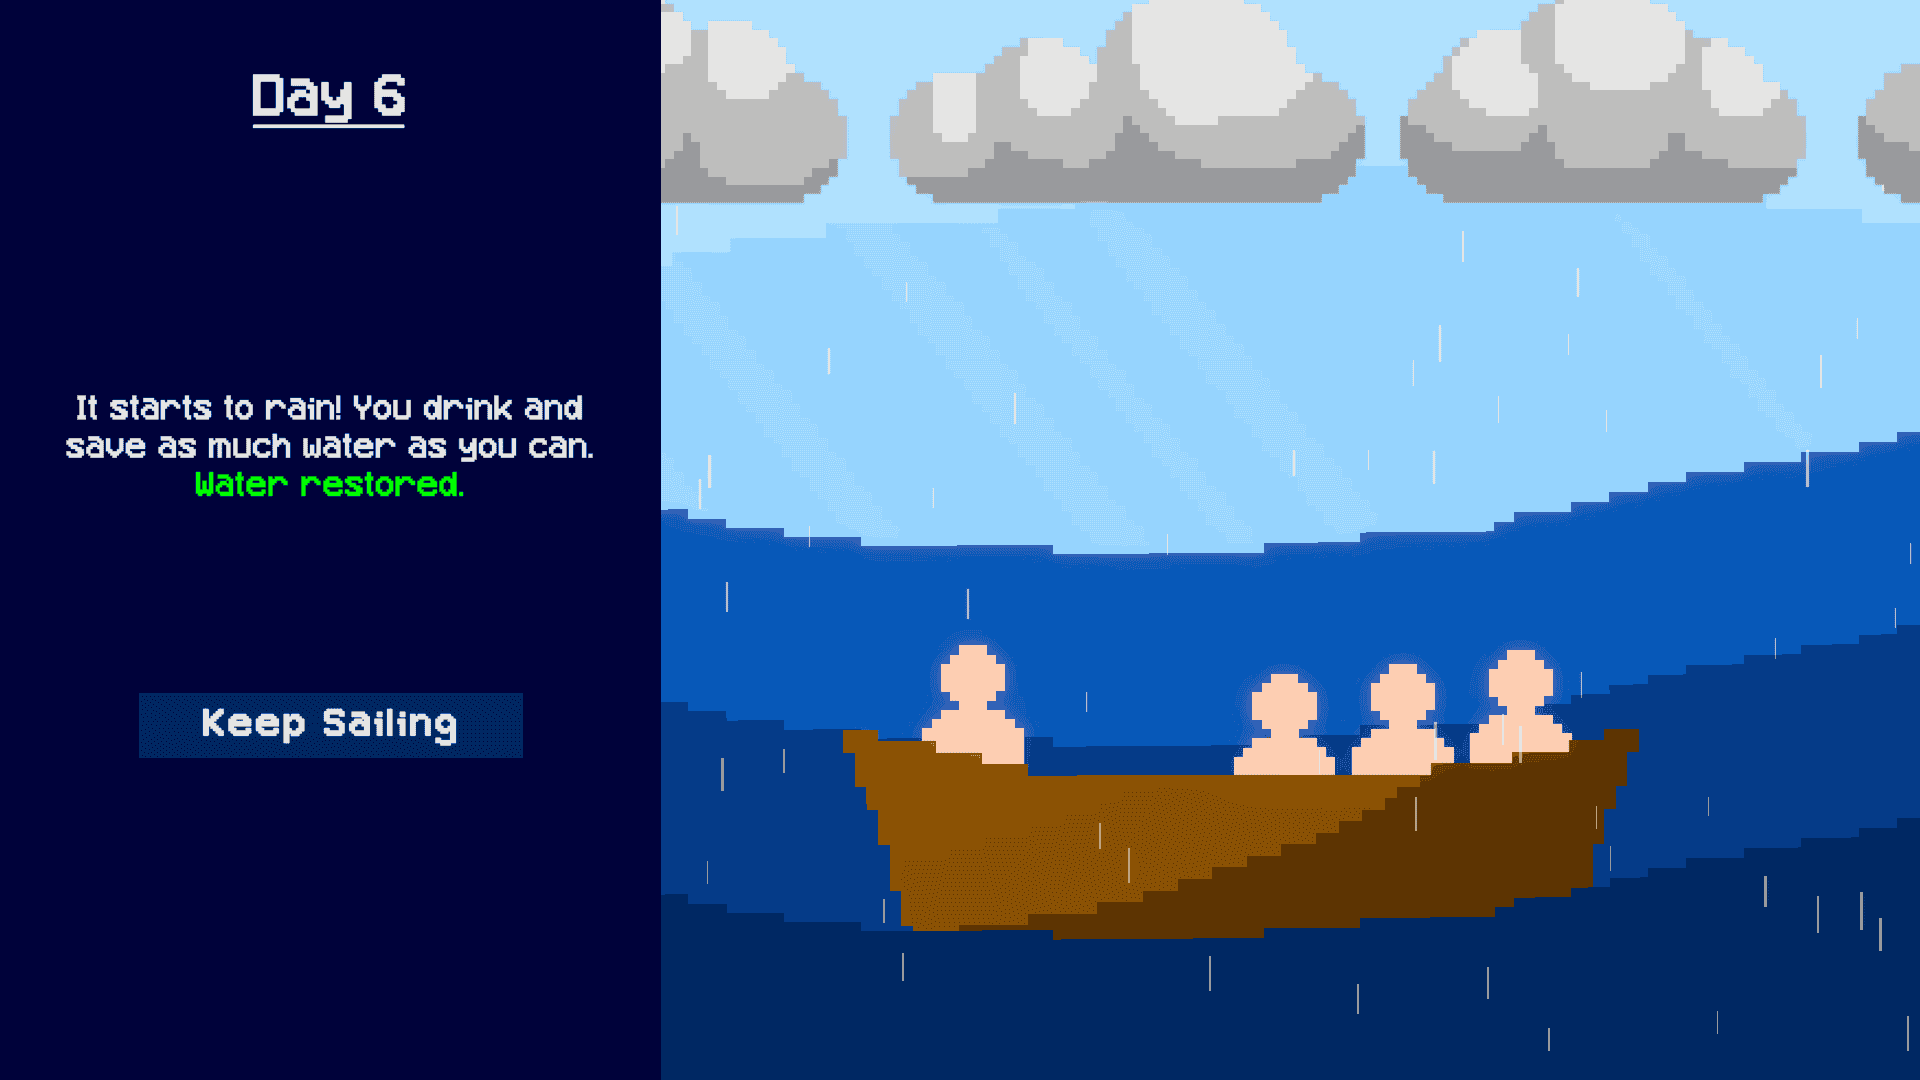 Day 6
It starts to rain! You drink and
save as much water as you can.
Water restored.
Keep Sailing